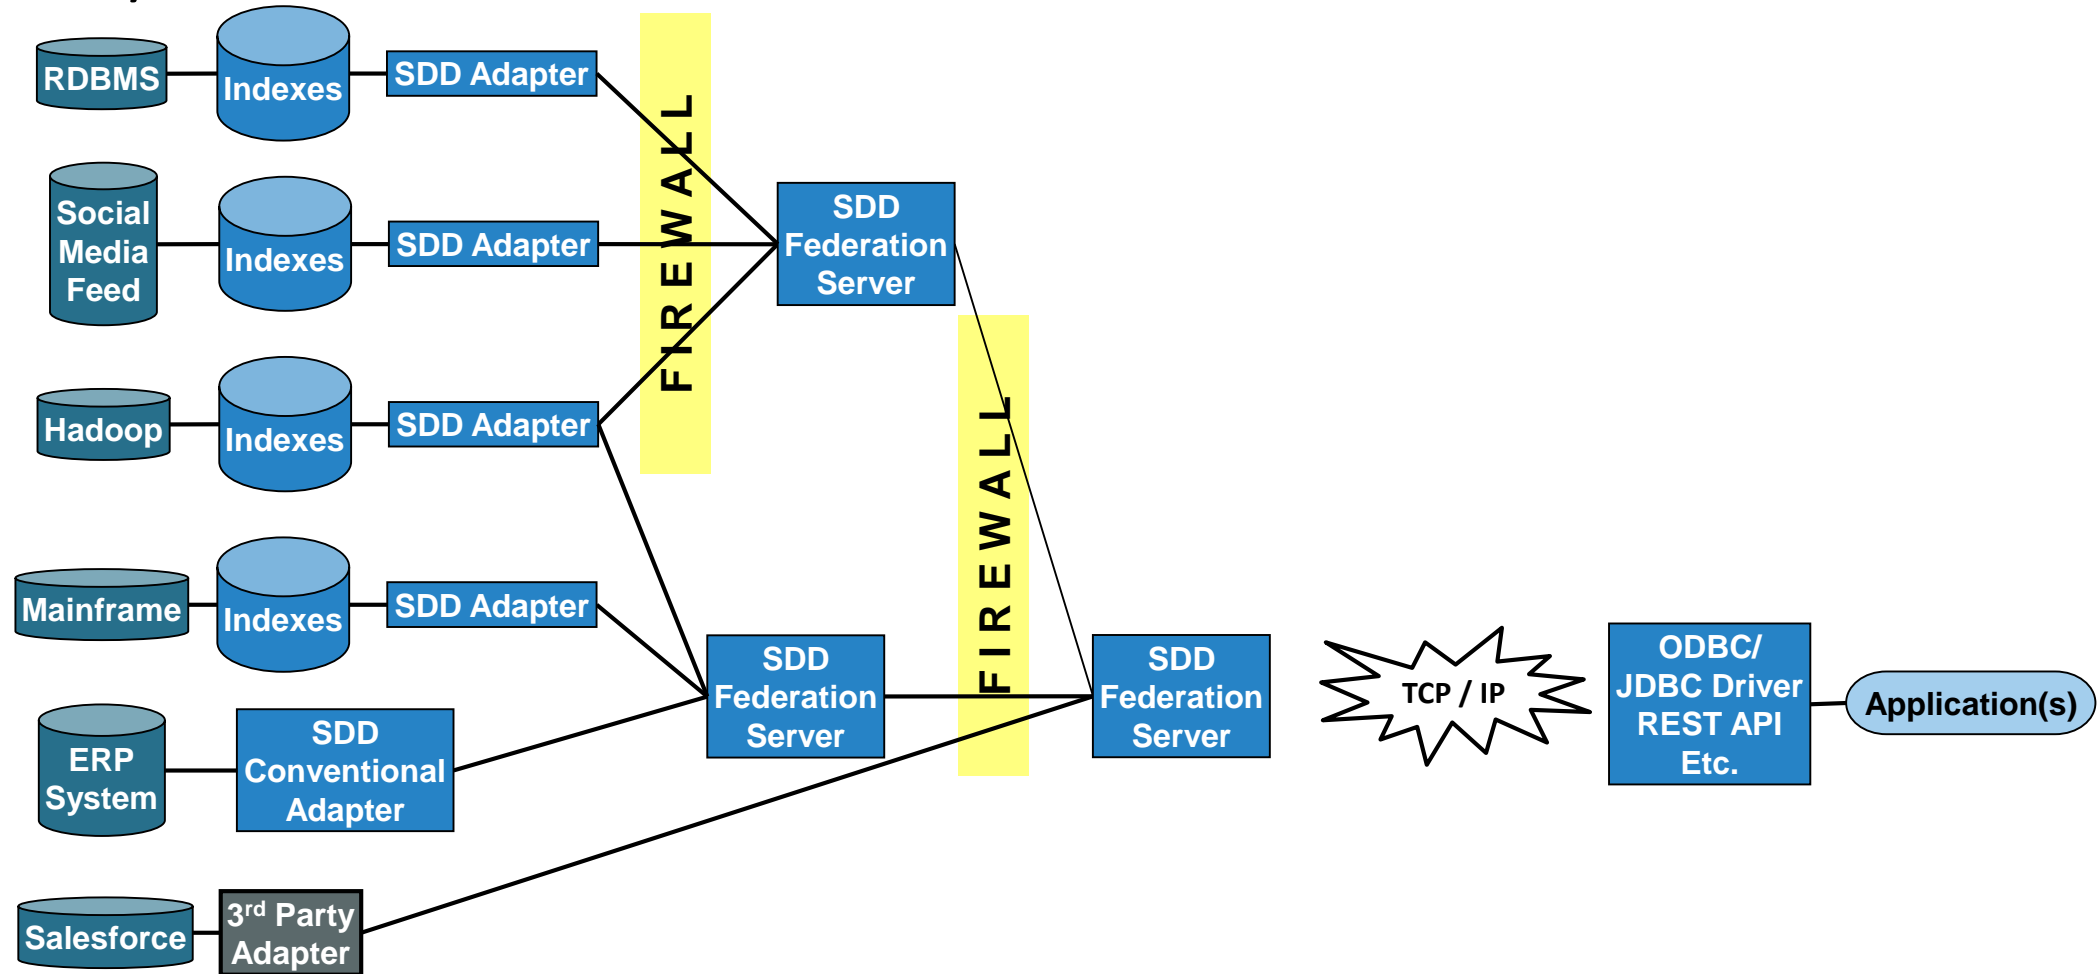 RDBMS
Indexes
SDD Adapter
Social
Media
Feed
Indexes
SDD Adapter
Hadoop
Indexes
SDD Adapter
Mainframe
Indexes
SDD Adapter
ERP
System
SDD
Conventional
Adapter
Salesforce
3rd Party
Adapter
FIREWALL
SDD
Federation
Server
SDD
Federation
Server
FIREWALL
SDD
Federation
Server
TCP / IP
ODBC/
JDBC Driver
REST API
Etc.
Application(s)